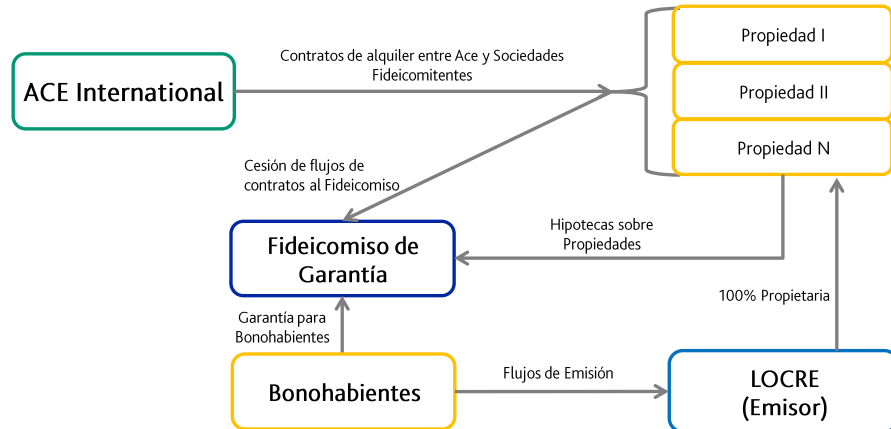 Contratos de alquiler entre Ace y Sociedades
Fideicomitentes
ACE International
Propiedad I
Propiedad II
Propiedad N
Cesión de flujos de
contratos al Fideicomiso
Fideicomiso de
Garantía
Hipotecas sobre
Propiedades
100% Propietaria
Garantía para
Bonohabientes
Bonohabientes
Flujos de Emisión
LOCRE
(Emisor)